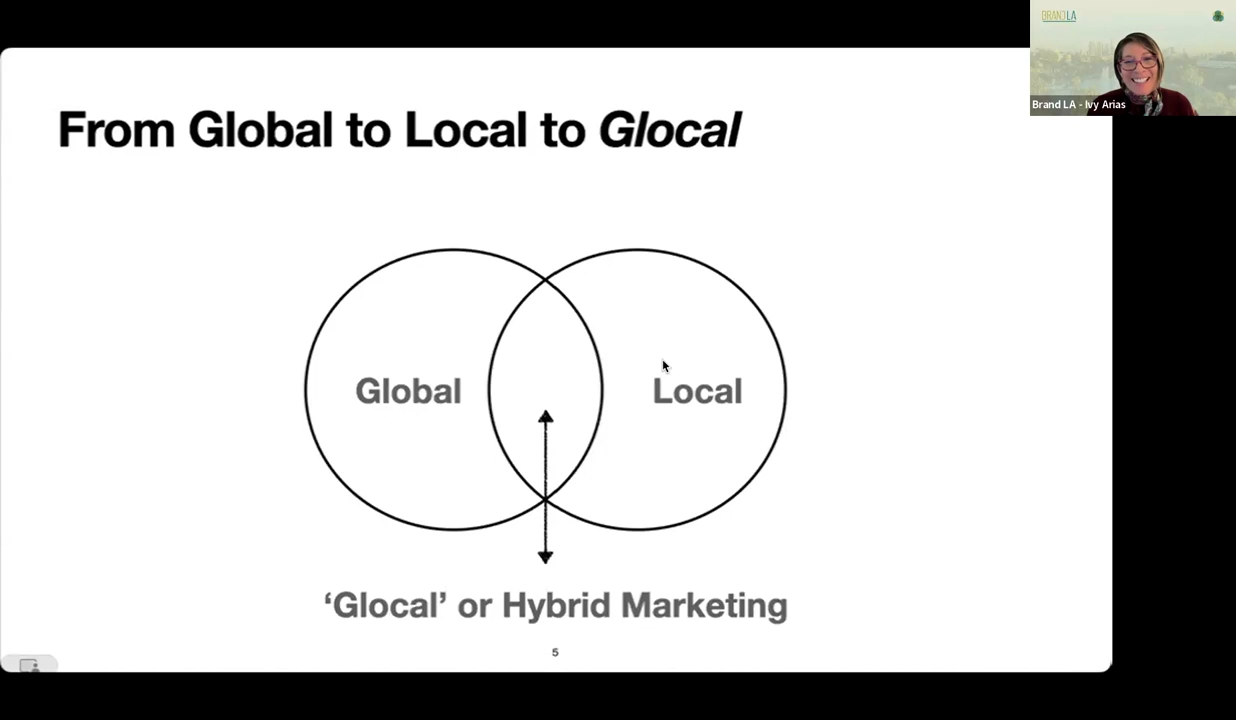 BRAND LA
Brand LA - Ivy Arias
From Global to Local to Glocal
Global
Local
‘Glocal’ or Hybrid Marketing
5